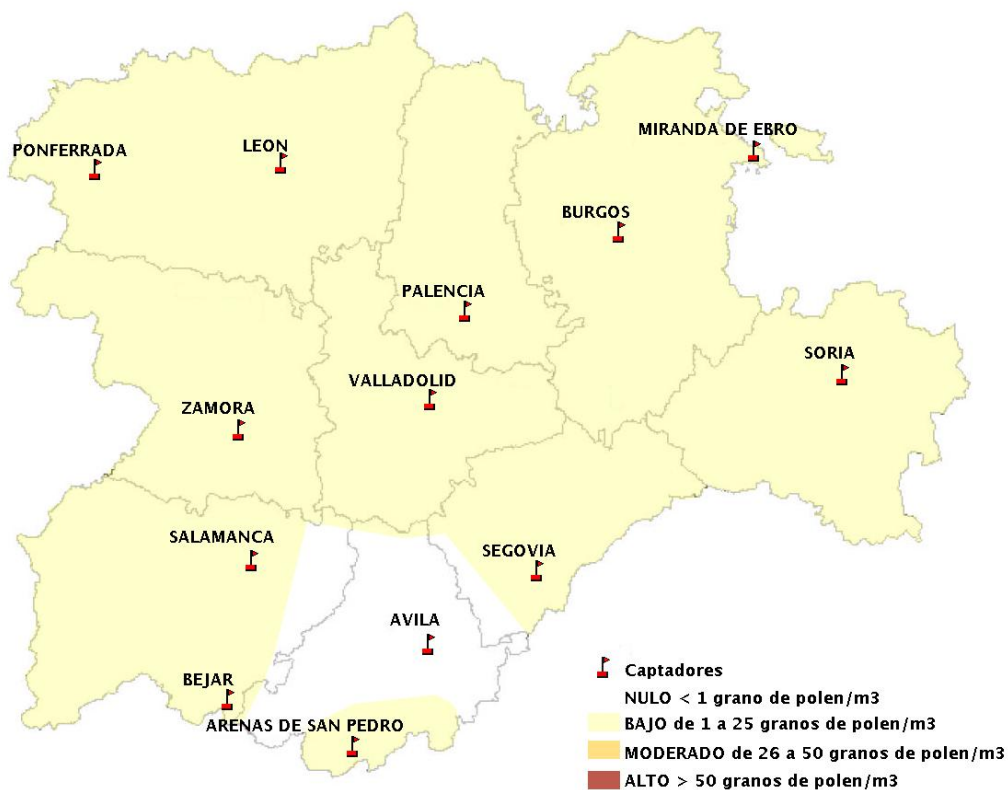 MIRANDA DE EBRO
PONFERRADA
LEON
BURGOS
PALENCIA
SORIA
VALLADOLID
ZAMORA
SALAMANCA
SEGOVIA
AVILA
BEJAR
ARENAS DE SAN PEDRO
Captadores
NULO < 1 grano de polen/m3
BAJO de 1 a 25 granos de polen/m3
MODERADO de 26 a 50 granos de polen/m3
ALTO > 50 granos de polen/m3